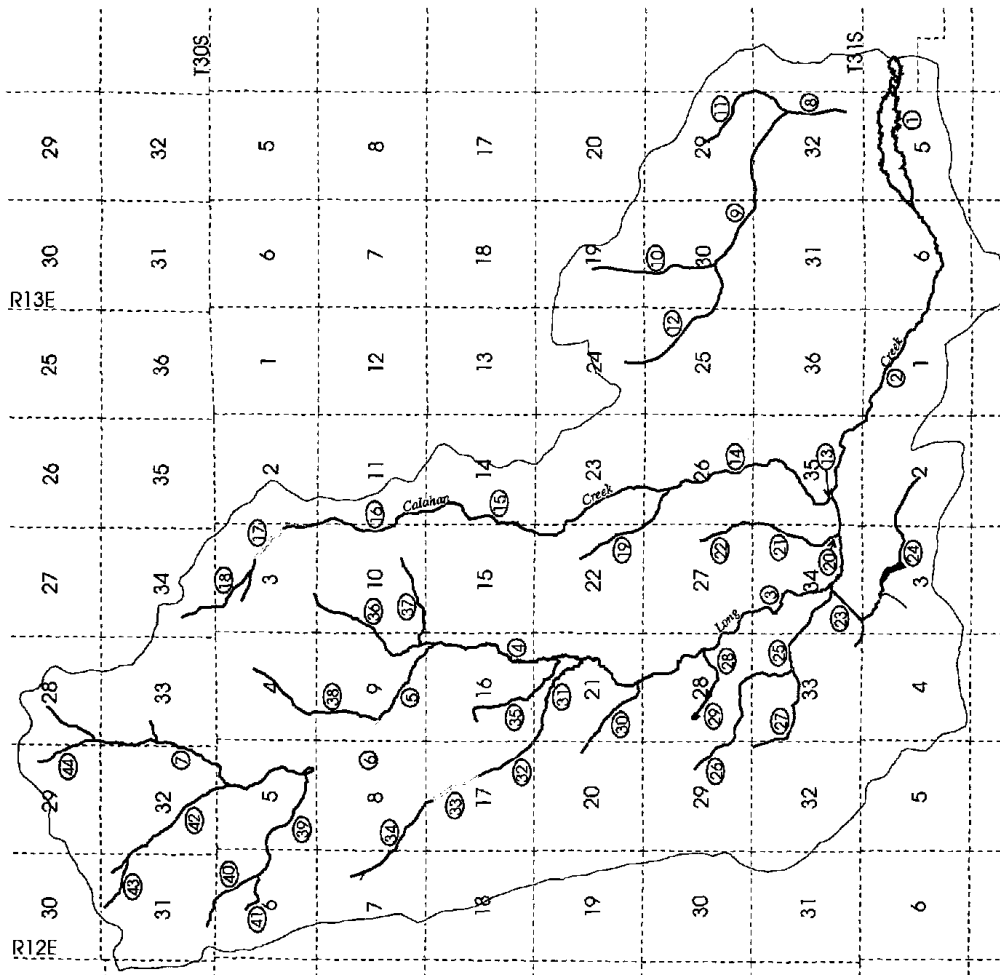 R12E R13E
30 29 28 27 26 25 30 29
44
43
31 32 33 34 35 36 31 32
7
42
T30S
18
40
41 17
6 5 4 3 2 1 6 5
39
38
6 36 16
7 8 9 10 11 12 7 8
34
5 37
Calahan
33
18 17 16 15 14 13 18 17
15
35 4
32
31
19 20 21 22 23 24 19 20
Creek
30 19
10
12
30 29 28 27 26 25 30 29
26 29 22 11
28 Long 14 9
3
27 25 21
8
31 32 33 34 35 36 31 32
20 13
23
T31S
Creek
2
24 1
6 5 4 3 2 1 6 5